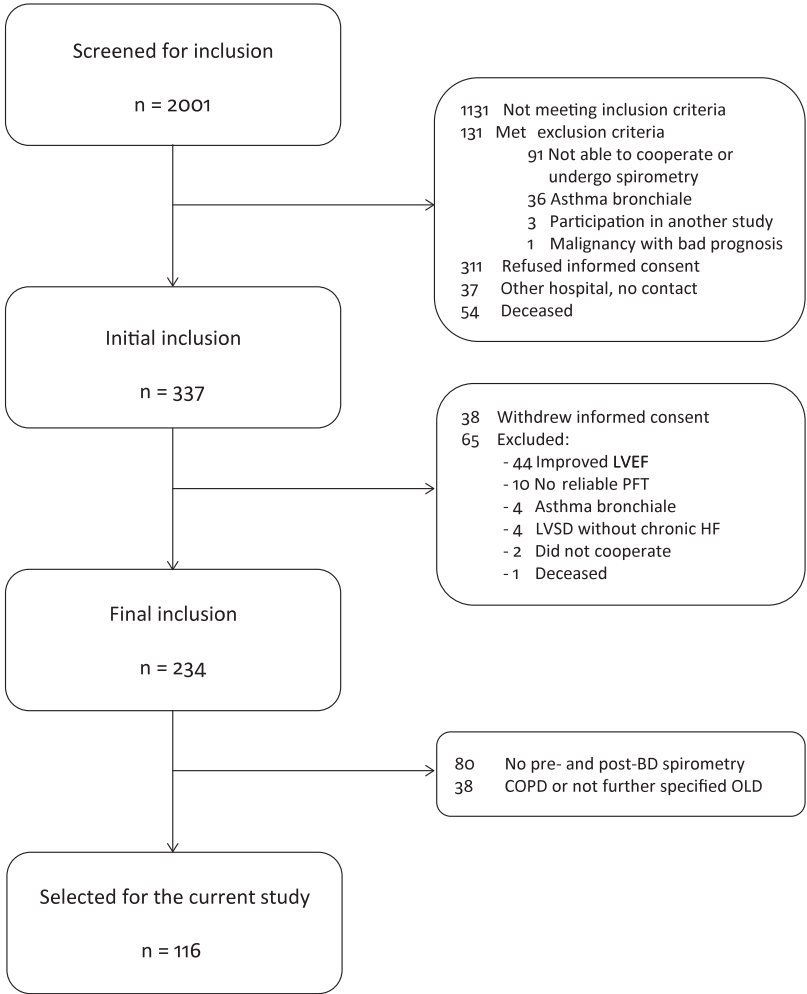 Screened for inclusion
n = 2001
1131 Not meeting inclusion criteria
131 Met exclusion criteria
91 Not able to cooperate or
undergo spirometry
36 Asthma bronchiale
3 Participation in another study
1 Malignancy with bad prognosis
311 Refused informed consent
37 Other hospital, no contact
54 Deceased
Initial inclusion
n = 337
38 Withdrew informed consent
65 Excluded:
- 44 Improved LVEF
- 10 No reliable PFT
- 4 Asthma bronchiale
- 4 LVSD without chronic HF
- 2 Did not cooperate
- 1 Deceased
Final inclusion
n = 234
80 No pre- and post-BD spirometry
38 COPD or not further specified OLD
Selected for the current study
n = 116